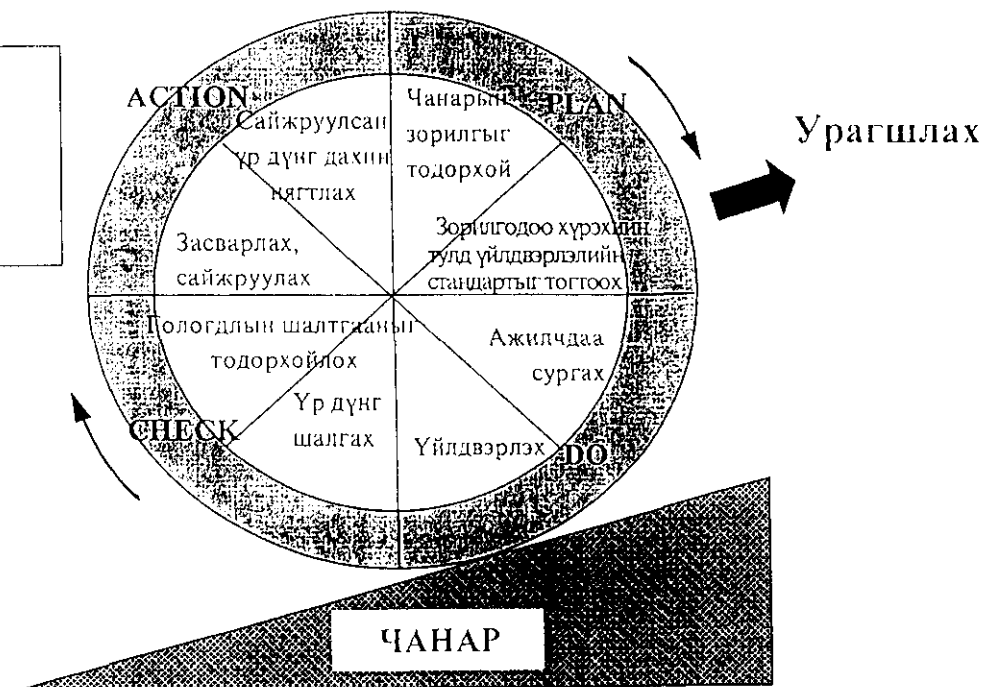 ACTION
Сайжруулсан
үр дүнг дахин
нягтлах
Засварлах,
сайжруулах
PLAN
Чанарын
зорилгыг
тодорхой
Зорилгодоо хүрэхийн
тулд үйлдвэрлэлийн
стандартыг тогтоох
Урагшлах
Гологдлын шалтгааныг
тодорхойлох
Үр дүнг
шалгах
CHECK
Ажилчдаа
сургах
Үйлдвэрлэх
DO
ЧАНАР